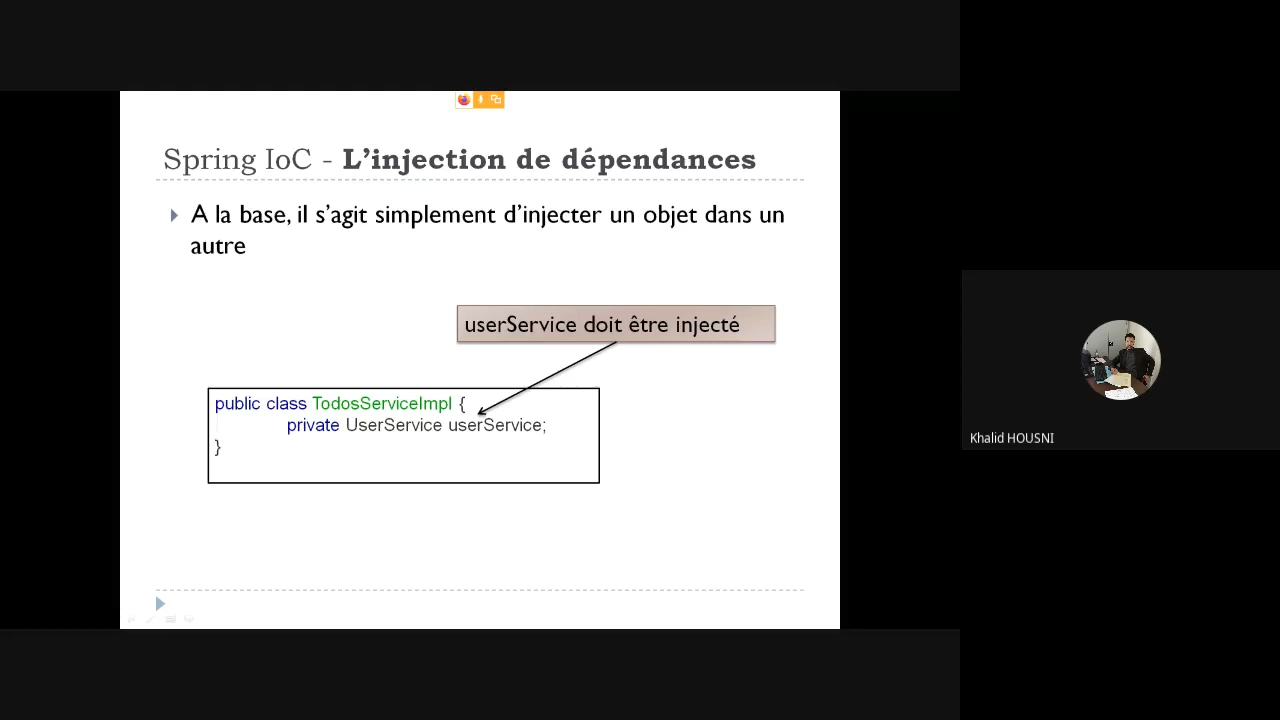 Spring IoC - L’injection de dépendances
A la base, il s’agit simplement d’injecter un objet dans un
autre
userService doit être injecté
public class TodosServiceImpl {
private UserService userService;
}
Khalid HOUSNI